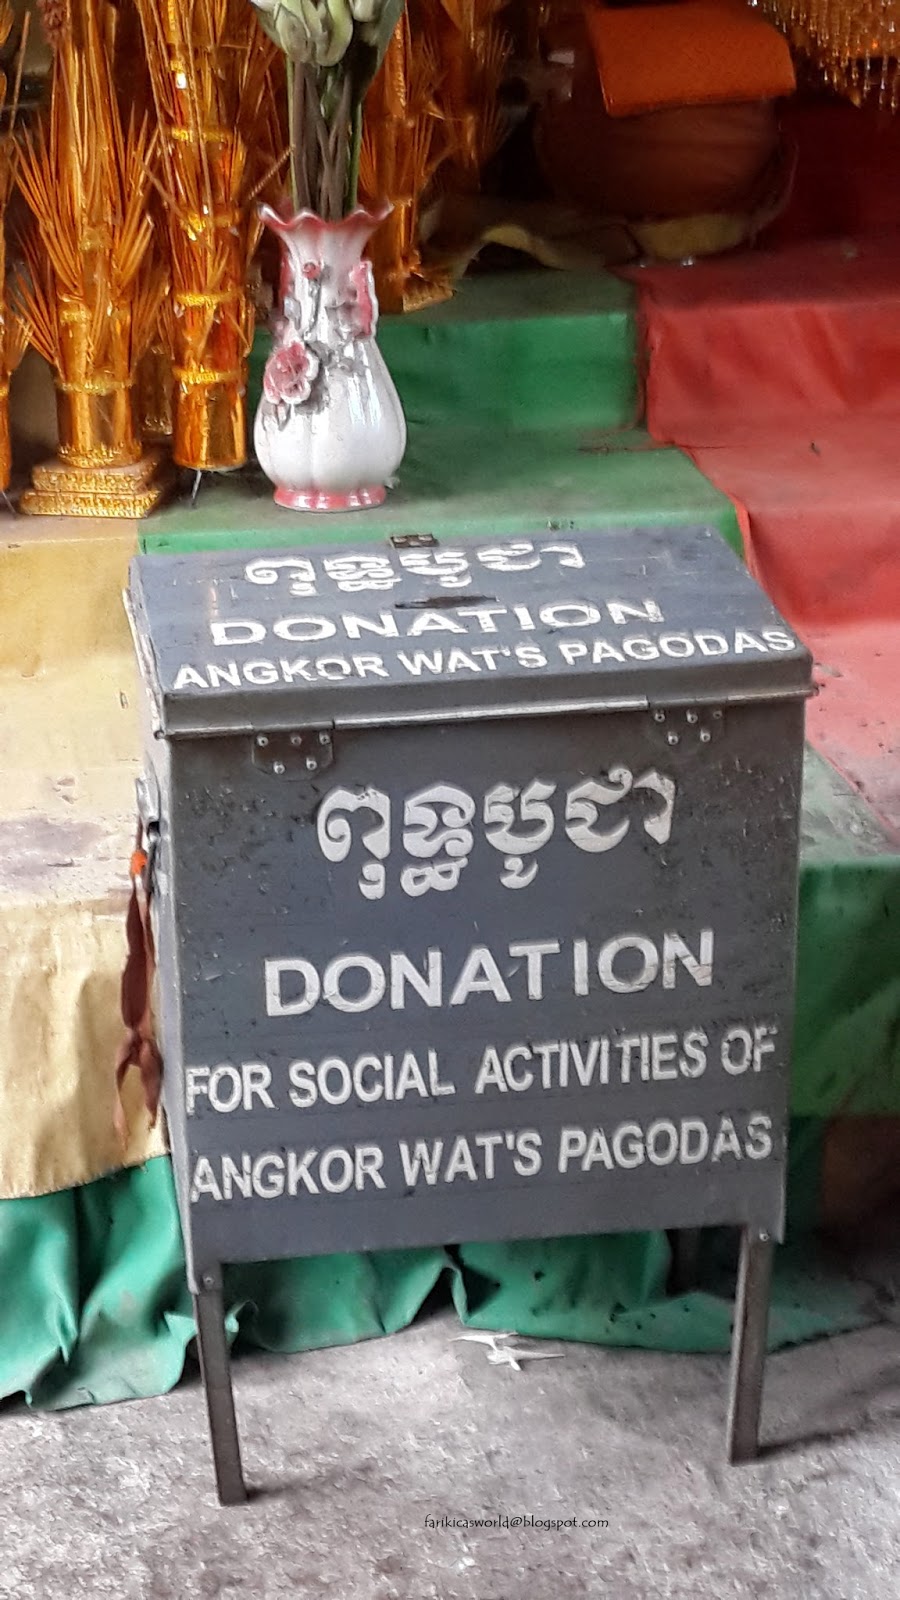 ពុទ្ធបូជា
DONATION
ANGKOR WAT'S PAGODAS
ពុទ្ធបូជា
DONATION
FOR SOCIAL ACTIVITIES OF
ANGKOR WAT'S PAGODAS
farikicasworld@blogspot.com